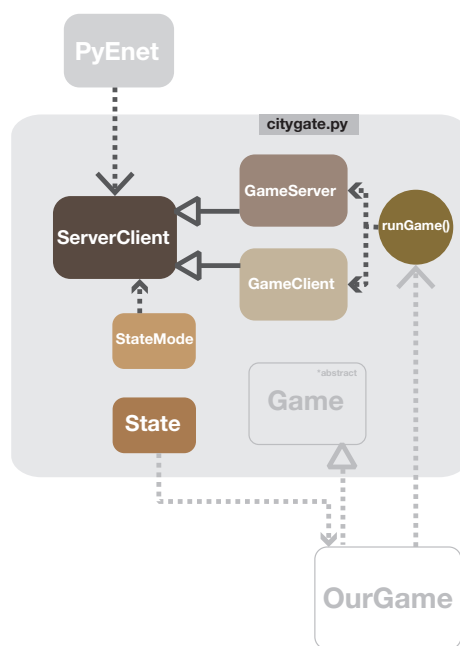 PyEnet
citygate.py
GameServer
ServerClient
runGame()
GameClient
StateMode
*abstract
Game
State
OurGame